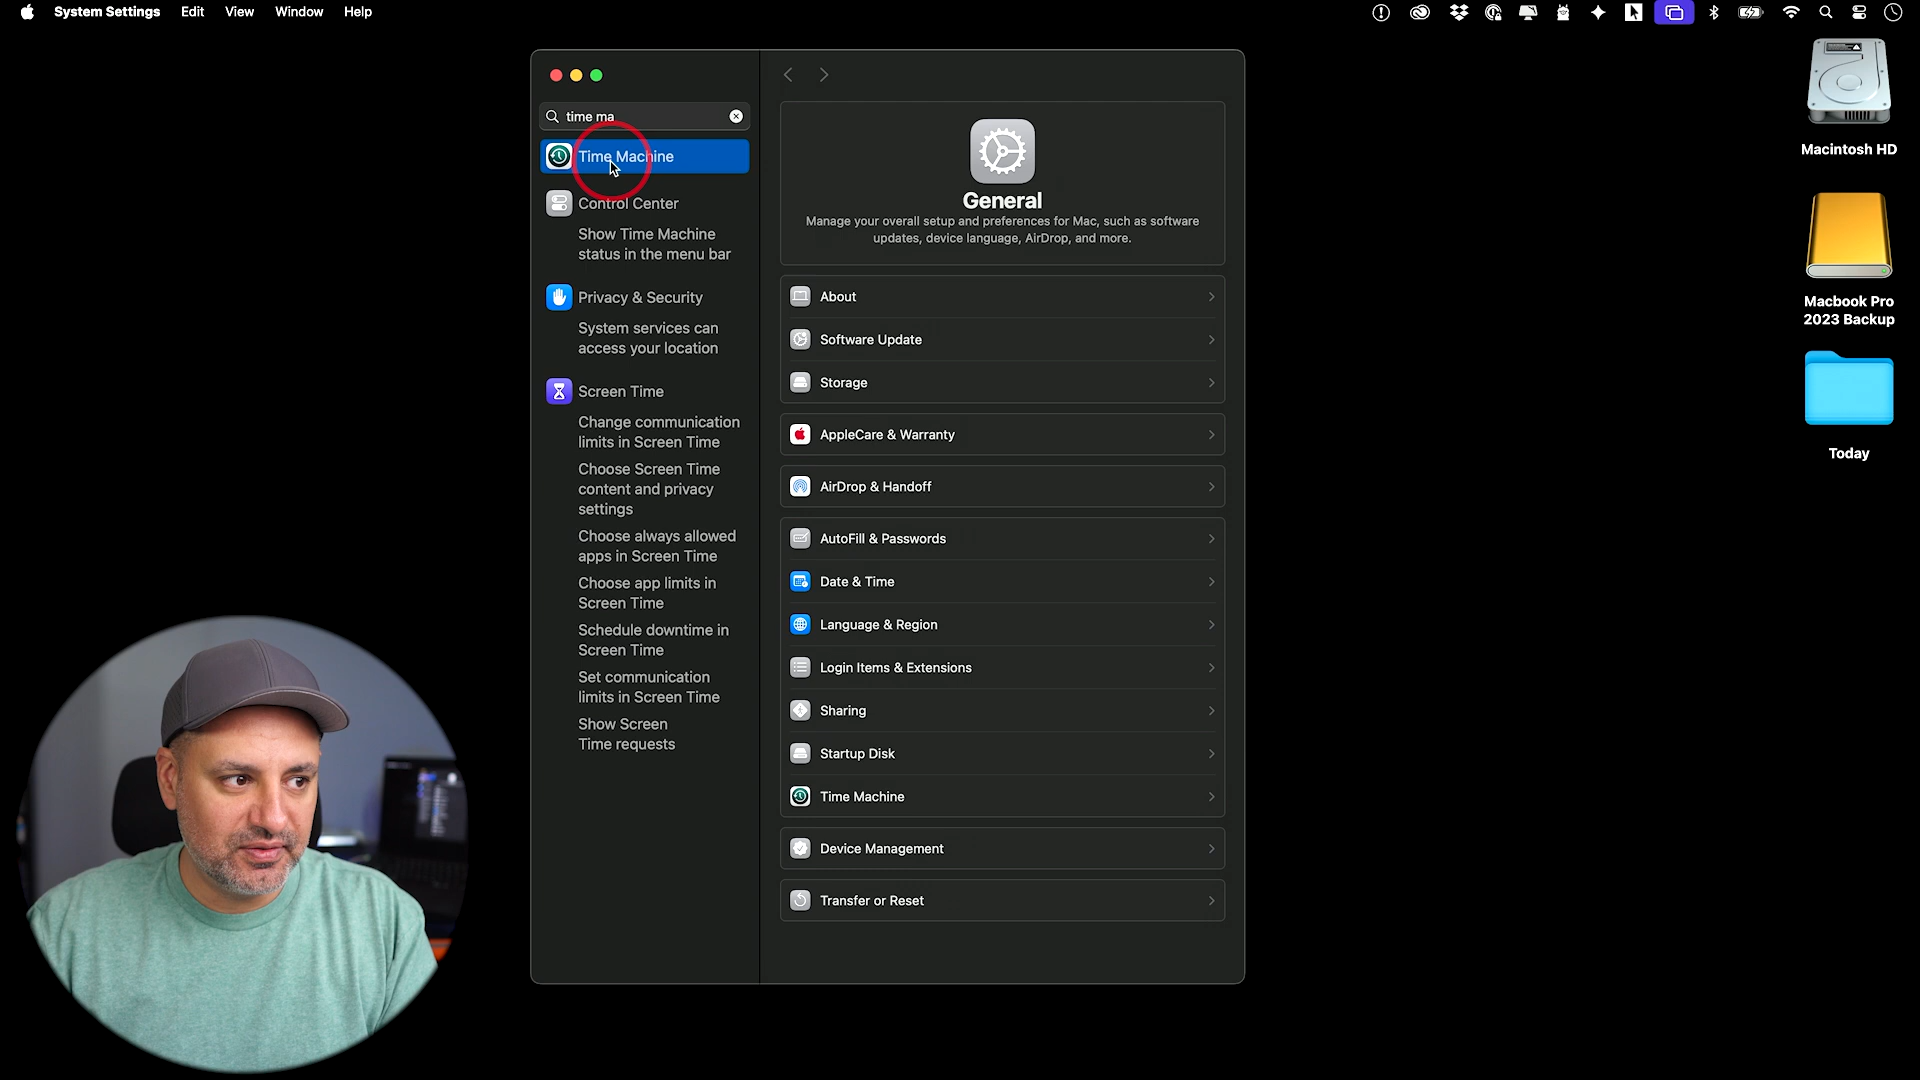 System Settings Edit View Window Help
time ma
Time Machine
Control Center
Show Time Machine
status in the menu bar
Privacy & Security
System services can
access your location
Screen Time
Change communication
limits in Screen Time
Choose Screen Time
content and privacy
settings
Choose always allowed
apps in Screen Time
Choose app limits in
Screen Time
Schedule downtime in
Screen Time
Set communication
limits in Screen Time
Show Screen
Time requests
General
Manage your overall setup and preferences for Mac, such as software
updates, device language, AirDrop, and more.
About
Software Update
Storage
AppleCare & Warranty
AirDrop & Handoff
AutoFill & Passwords
Date & Time
Language & Region
Login Items & Extensions
Sharing
Startup Disk
Time Machine
Device Management
Transfer or Reset
Macintosh HD
Macbook Pro
2023 Backup
Today